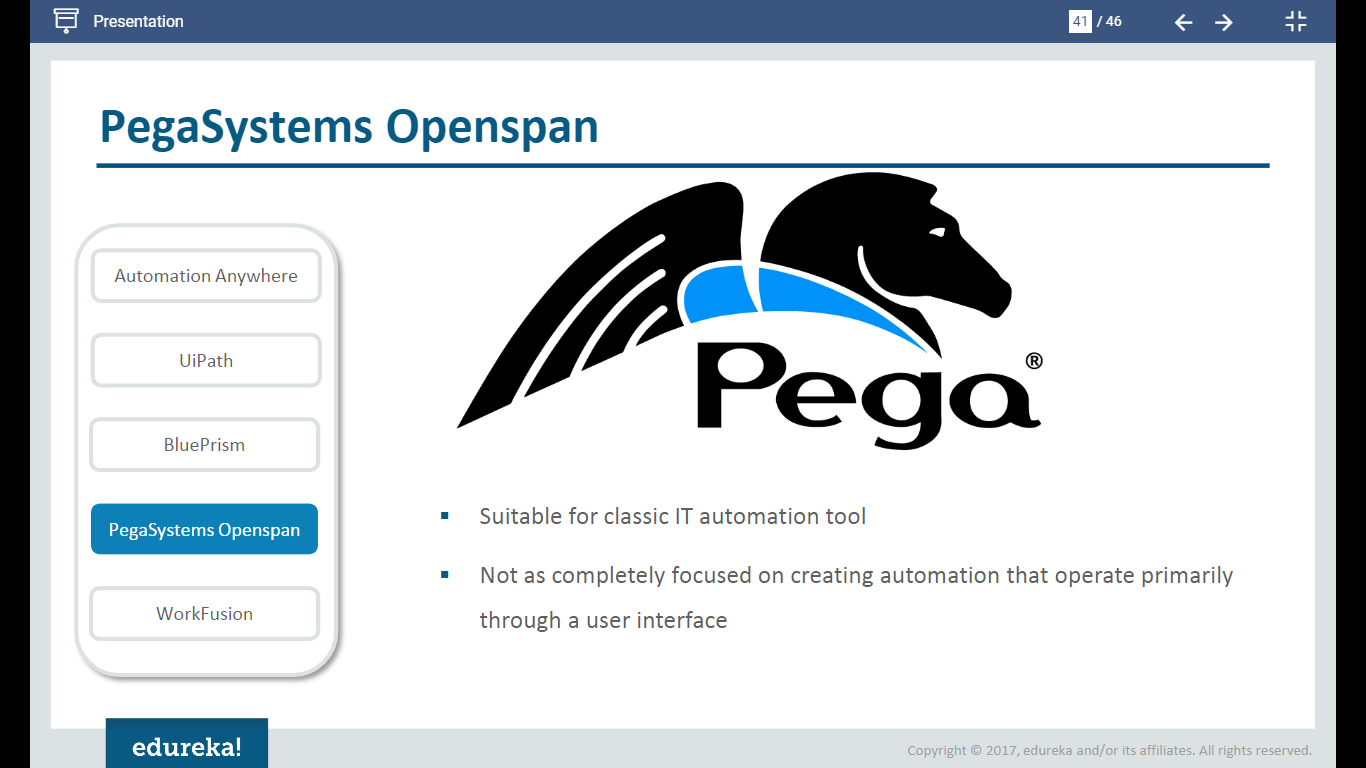 Presentation
41 / 46
PegaSystems Openspan
Automation Anywhere
UiPath
BluePrism
PegaSystems Openspan
WorkFusion
Pega®
▪ Suitable for classic IT automation tool
▪ Not as completely focused on creating automation that operate primarily
through a user interface
edureka!
Copyright © 2017, edureka and/or its affiliates. All rights reserved.